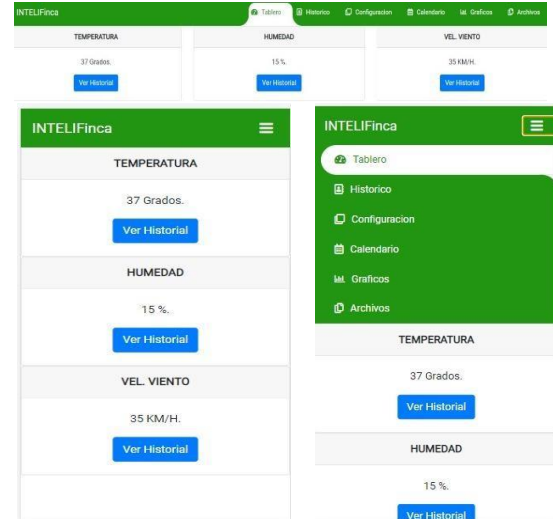 INTELIFinca Tablero Historico Configuracion Calendario Graficos Archivos
TEMPERATURA HUMEDAD VEL. VIENTO
37 Grados. 15 %. 35 KM/H.
Ver Historial Ver Historial Ver Historial
INTELIFinca
TEMPERATURA
37 Grados.
Ver Historial
HUMEDAD
15 %.
Ver Historial
VEL. VIENTO
35 KM/H.
Ver Historial
INTELIFinca
Tablero
Historico
Configuracion
Calendario
Graficos
Archivos
TEMPERATURA
37 Grados.
Ver Historial
HUMEDAD
15 %.
Ver Historial